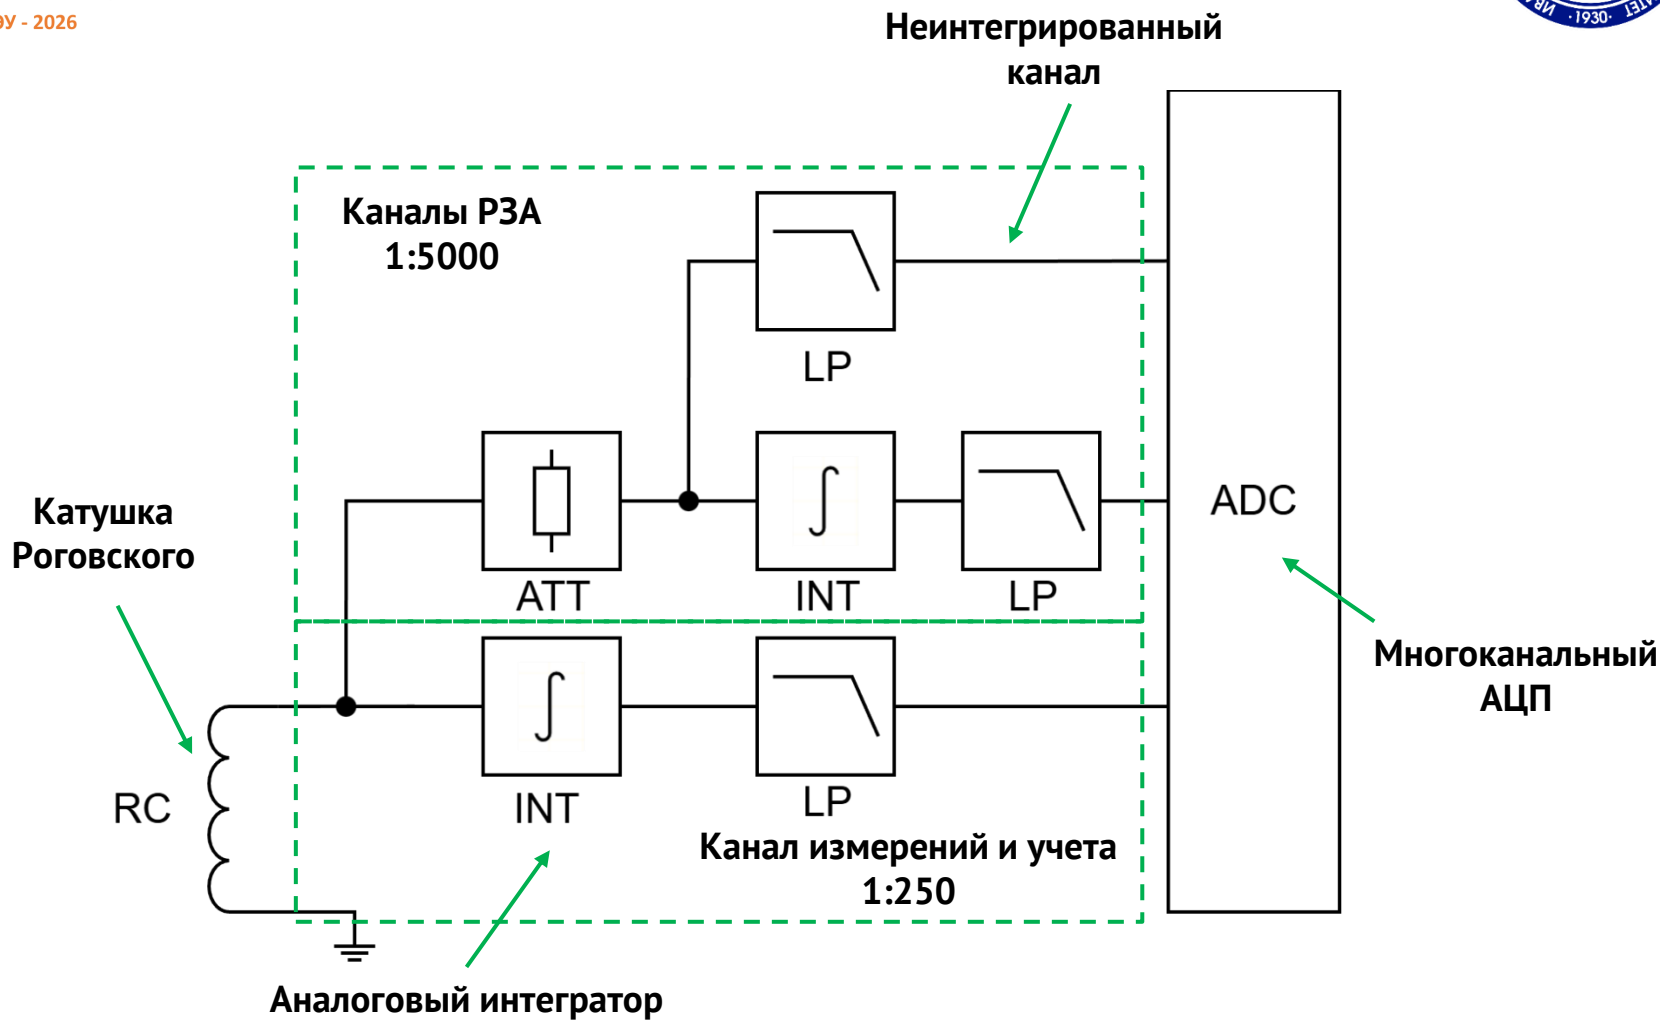 ЭУ - 2026
·1930·
Неинтегрированный
канал
Каналы РЗА
1:5000
LP
Катушка
Роговского
ATT
INT
LP
ADC
Многоканальный
АЦП
RC
INT
LP
Канал измерений и учета
1:250
Аналоговый интегратор